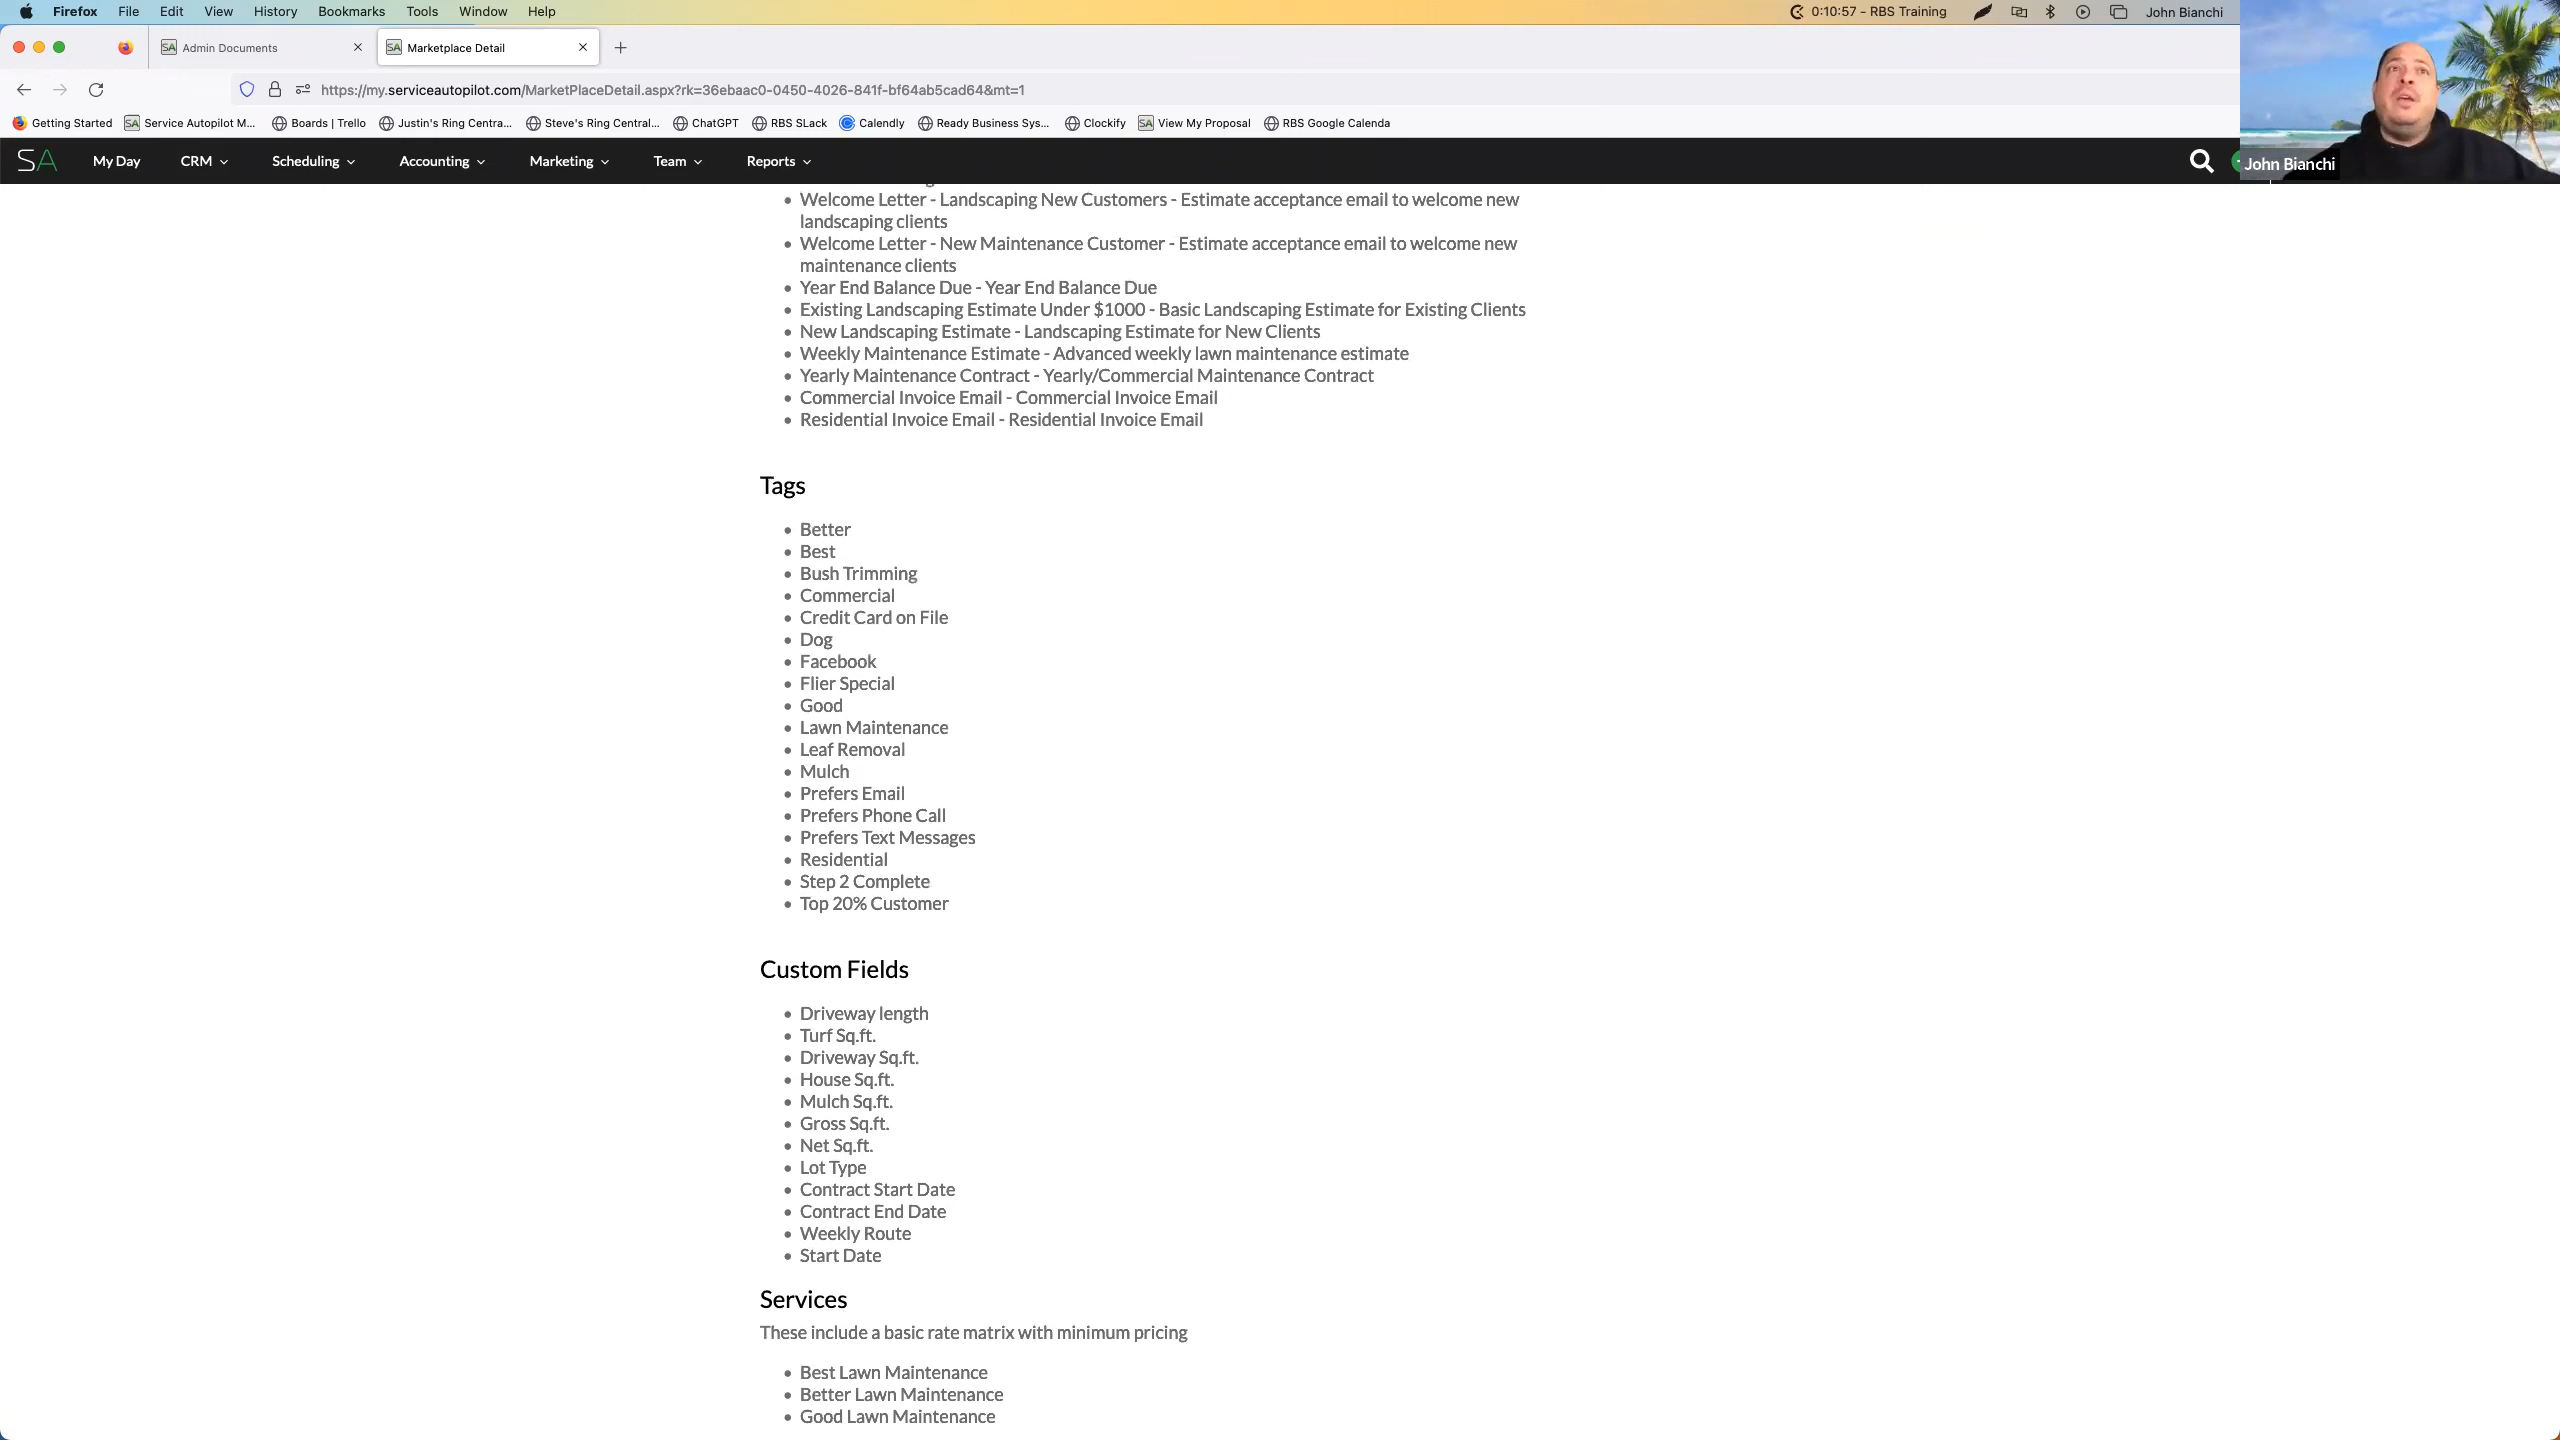 Firefox File Edit View History Bookmarks Tools Window Help 0:10:57 - RBS Training John Bianchi
SA Admin Documents SA Marketplace Detail
https://my.serviceautopilot.com/MarketPlaceDetail.aspx?rk=36ebaac0-0450-4026-841f-bf64ab5cad64&mt=1
Getting Started SA Service Autopilot M... Boards | Trello Justin's Ring Centra... Steve's Ring Central... ChatGPT RBS SLack Calendly Ready Business Sys... Clockify SA View My Proposal RBS Google Calenda
SA My Day CRM Scheduling Accounting Marketing Team Reports
John Bianchi
Welcome Letter - Landscaping New Customers - Estimate acceptance email to welcome new
landscaping clients
Welcome Letter - New Maintenance Customer - Estimate acceptance email to welcome new
maintenance clients
Year End Balance Due - Year End Balance Due
Existing Landscaping Estimate Under $1000 - Basic Landscaping Estimate for Existing Clients
New Landscaping Estimate - Landscaping Estimate for New Clients
Weekly Maintenance Estimate - Advanced weekly lawn maintenance estimate
Yearly Maintenance Contract - Yearly/Commercial Maintenance Contract
Commercial Invoice Email - Commercial Invoice Email
Residential Invoice Email - Residential Invoice Email
Tags
Better
Best
Bush Trimming
Commercial
Credit Card on File
Dog
Facebook
Flier Special
Good
Lawn Maintenance
Leaf Removal
Mulch
Prefers Email
Prefers Phone Call
Prefers Text Messages
Residential
Step 2 Complete
Top 20% Customer
Custom Fields
Driveway length
Turf Sq.ft.
Driveway Sq.ft.
House Sq.ft.
Mulch Sq.ft.
Gross Sq.ft.
Net Sq.ft.
Lot Type
Contract Start Date
Contract End Date
Weekly Route
Start Date
Services
These include a basic rate matrix with minimum pricing
Best Lawn Maintenance
Better Lawn Maintenance
Good Lawn Maintenance